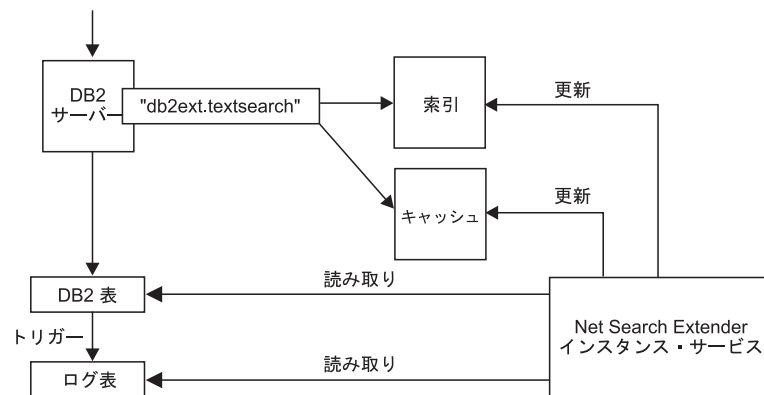 DB2
サーバー
"db2ext.textsearch"
索引
更新
キャッシュ
更新
DB2 表
読み取り
トリガー
ログ表
読み取り
Net Search Extender
インスタンス・サービス